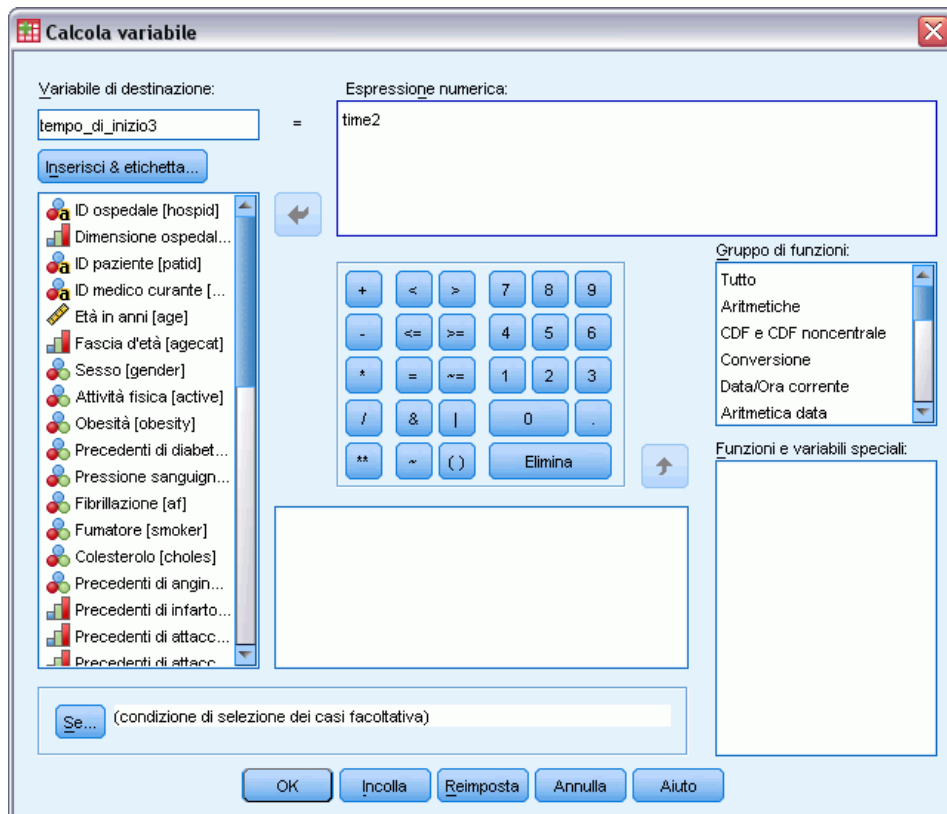 Calcola variabile
Variabile di destinazione:
Espressione numerica:
tempo_di_inizio3
=
time2
Inserisci & etichetta...
ID ospedale [hospid]
Dimensione ospedal...
ID paziente [patid]
ID medico curante [...
Età in anni [age]
Fascia d'età [agecat]
Sesso [gender]
Attività fisica [active]
Obesità [obesity]
Precedenti di diabet...
Pressione sanguign...
Fibrillazione [af]
Fumatore [smoker]
Colesterolo [choles]
Precedenti di angin...
Precedenti di infarto...
Precedenti di attacc...
Precedenti di attacc...
+ < > 7 8 9
- <= >= 4 5 6
* = ~= 1 2 3
/ & | 0 .
** ~ ( ) Elimina
Gruppo di funzioni:
Tutto
Aritmetiche
CDF e CDF noncentrale
Conversione
Data/Ora corrente
Aritmetica data
Funzioni e variabili speciali:
Se...
(condizione di selezione dei casi facoltativa)
OK
Incolla
Reimposta
Annulla
Aiuto